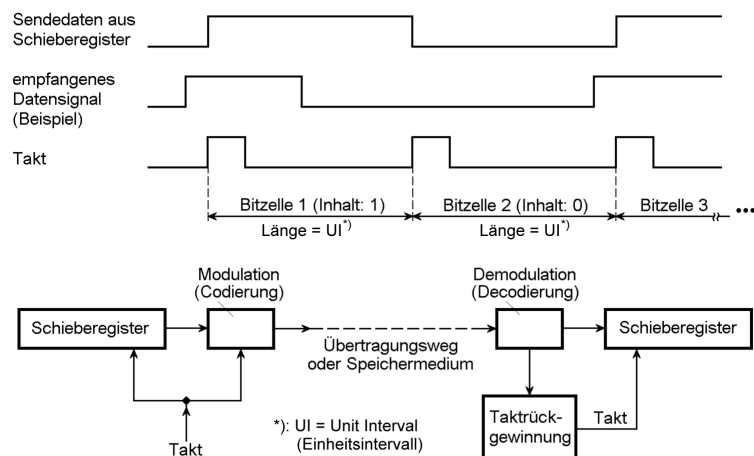 Sendedaten aus
Schieberegister
empfangenes
Datensignal
(Beispiel)
Takt
Bitzelle 1 (Inhalt: 1)
Bitzelle 2 (Inhalt: 0)
Bitzelle 3
...
Länge = UI*)
Länge = UI*)
Modulation
(Codierung)
Demodulation
(Decodierung)
Schieberegister
Schieberegister
Übertragungsweg
oder Speichermedium
Taktrück-
gewinnung
Takt
Takt
*): UI = Unit Interval
(Einheitsintervall)